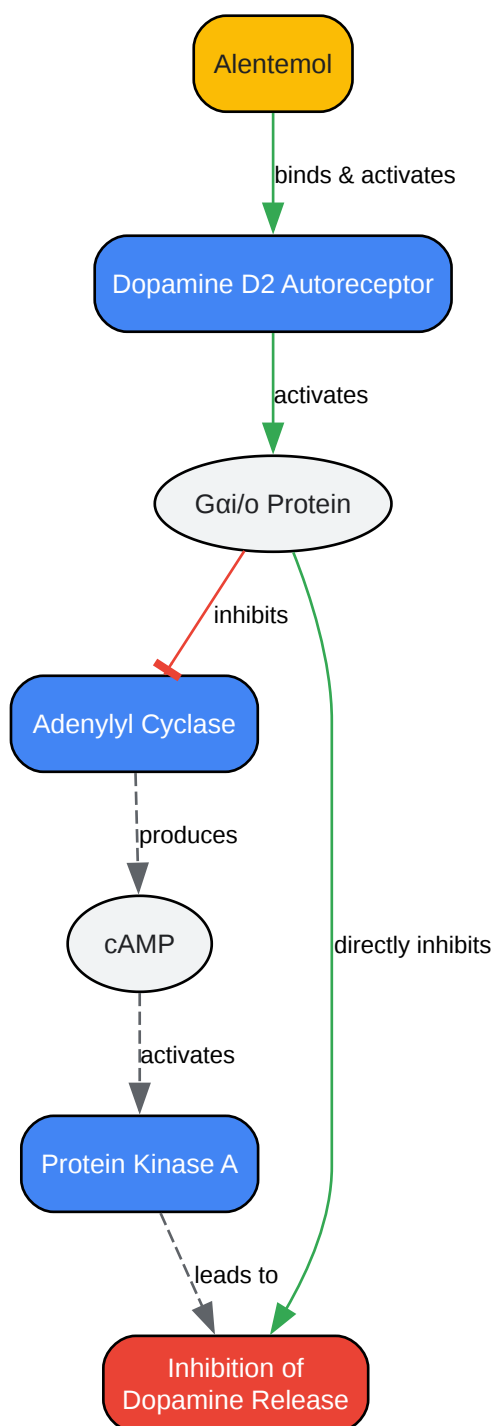 Alentemol
binds & activates
Dopamine D2 Autoreceptor
activates
Gαi/o Protein
inhibits
Adenylyl Cyclase
produces
cAMP
directly inhibits
activates
Protein Kinase A
leads to
Inhibition of
Dopamine Release